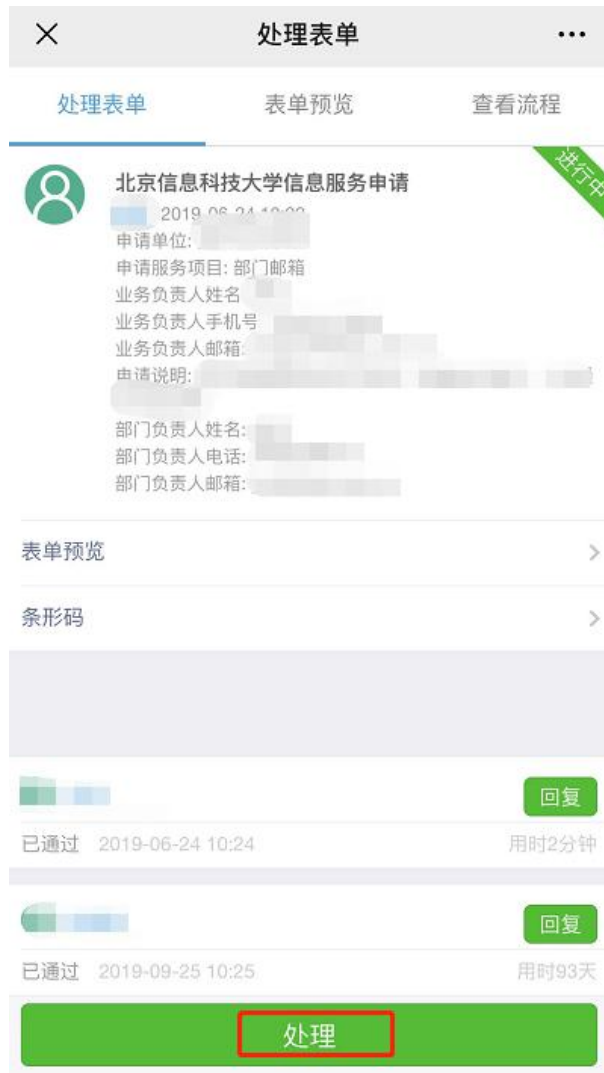 处理表单
处理表单 表单预览 查看流程
进行中
北京信息科技大学信息服务申请
2019-06-24
申请单位:
申请服务项目: 部门邮箱
业务负责人姓名
业务负责人手机号
业务负责人邮箱:
申请说明:
部门负责人姓名:
部门负责人电话:
部门负责人邮箱:
表单预览
条形码
回复
已通过 2019-06-24 10:24 用时2分钟
回复
已通过 2019-09-25 10:25 用时93天
处理